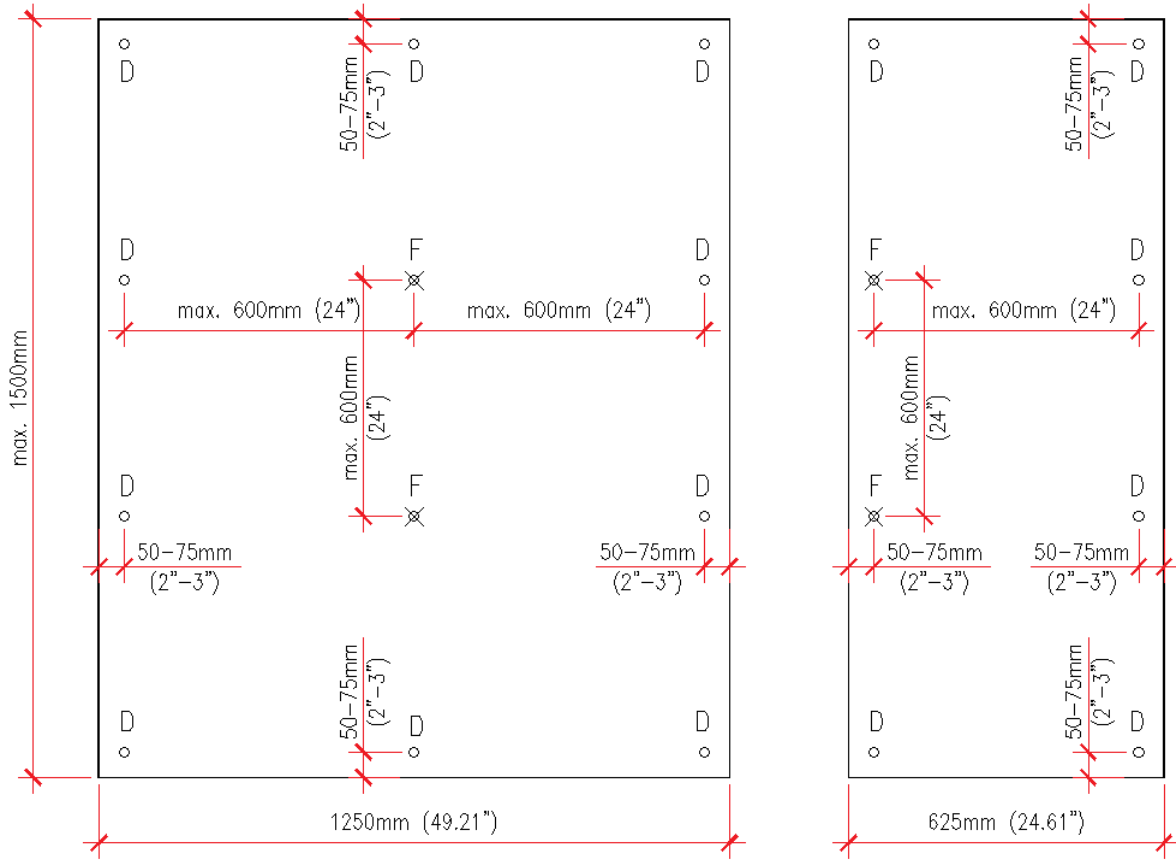 D D D D D
50-75mm
(2"-3")
50-75mm
(2"-3")
D F D F D
max. 600mm (24") max. 600mm (24") max. 600mm (24")
max. 1500mm
max. 600mm
(24")
max. 600mm
(24")
D F D F D
50-75mm 50-75mm 50-75mm 50-75mm
(2"-3") (2"-3") (2"-3") (2"-3")
50-75mm
(2"-3")
50-75mm
(2"-3")
D D D D D
1250mm (49.21") 625mm (24.61")